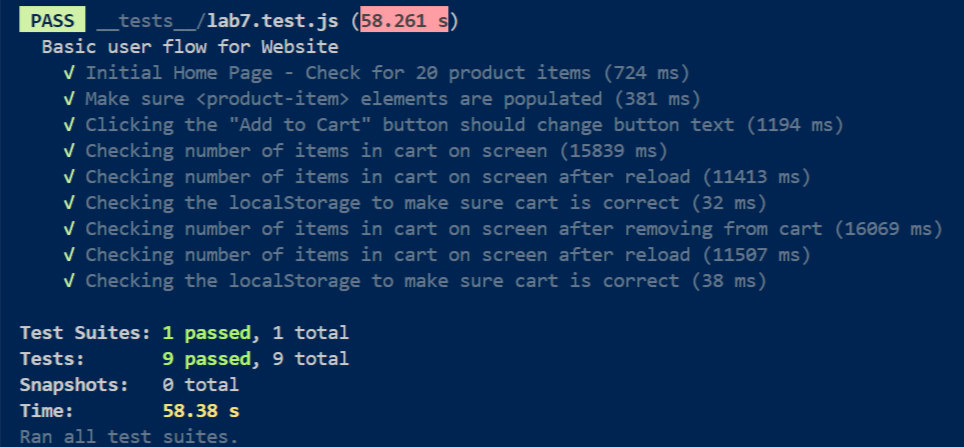 PASS __tests__/lab7.test.js (58.261 s)
Basic user flow for Website
√ Initial Home Page - Check for 20 product items (724 ms)
√ Make sure <product-item> elements are populated (381 ms)
√ Clicking the "Add to Cart" button should change button text (1194 ms)
√ Checking number of items in cart on screen (15839 ms)
√ Checking number of items in cart on screen after reload (11413 ms)
√ Checking the localStorage to make sure cart is correct (32 ms)
√ Checking number of items in cart on screen after removing from cart (16069 ms)
√ Checking number of items in cart on screen after reload (11507 ms)
√ Checking the localStorage to make sure cart is correct (38 ms)
Test Suites: 1 passed, 1 total
Tests: 9 passed, 9 total
Snapshots: 0 total
Time: 58.38 s
Ran all test suites.